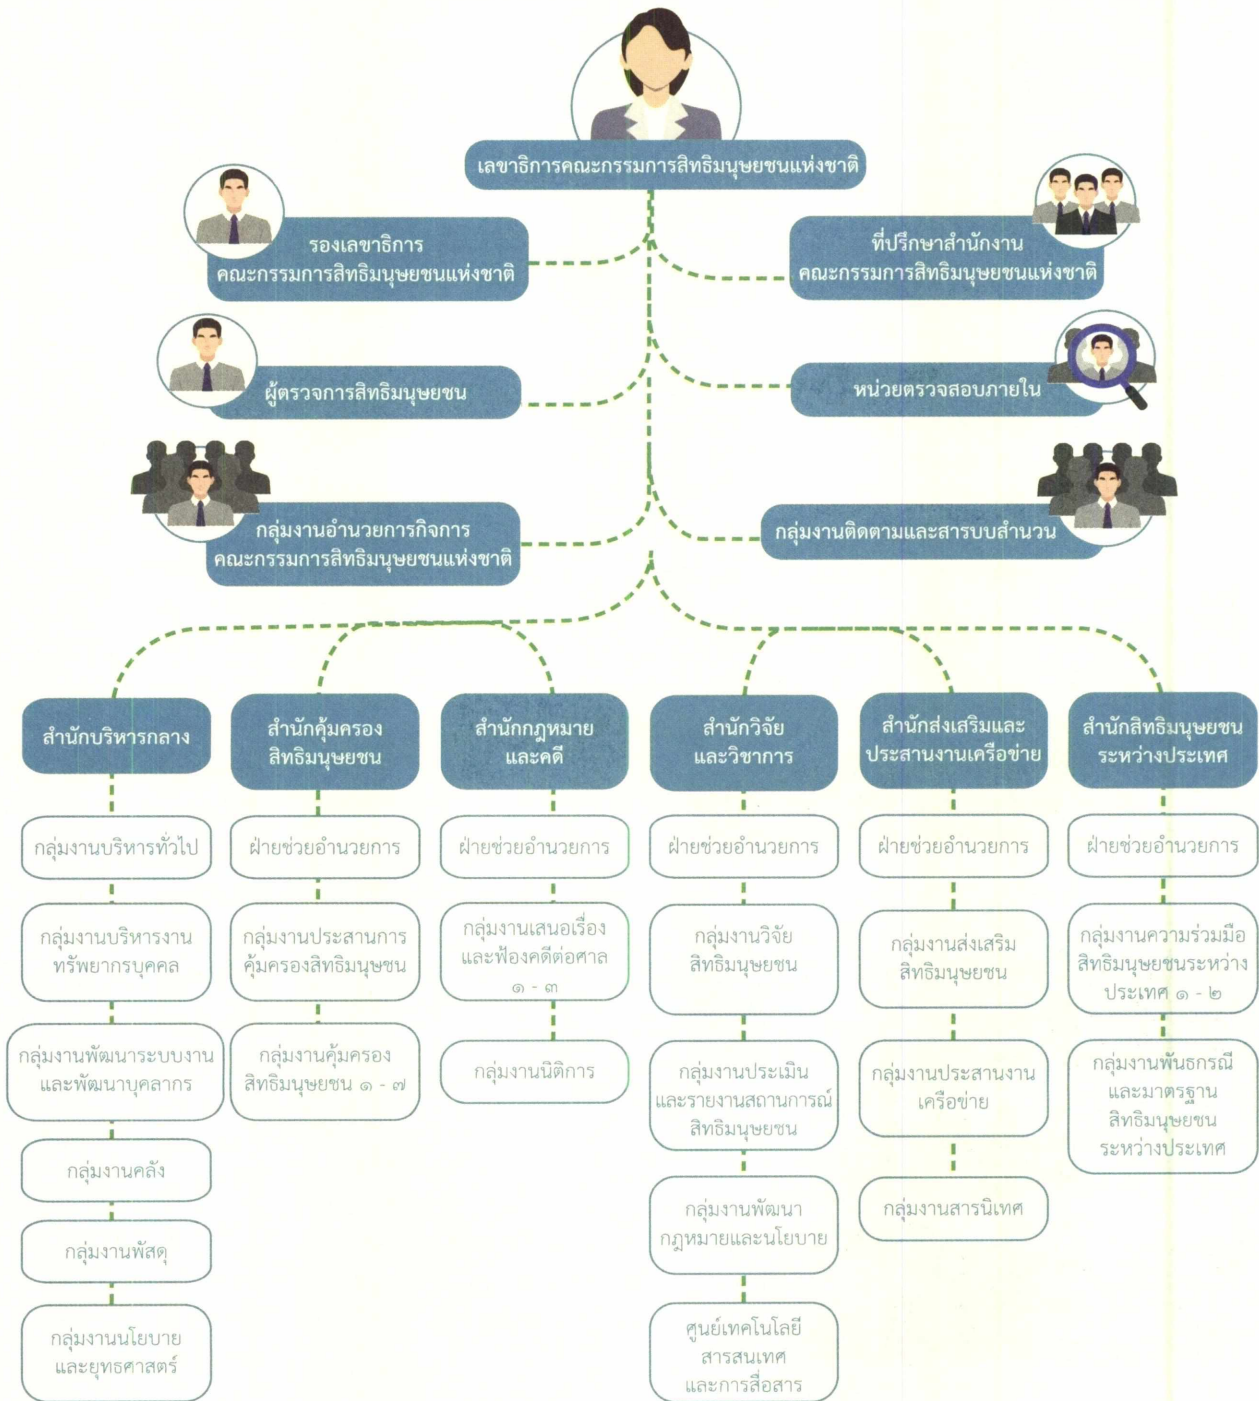 เลขาธิการคณะกรรมการสิทธิมนุษยชนแห่งชาติ
รองเลขาธิการ
คณะกรรมการสิทธิมนุษยชนแห่งชาติ
ที่ปรึกษาสำนักงาน
คณะกรรมการสิทธิมนุษยชนแห่งชาติ
ผู้ตรวจการสิทธิมนุษยชน
หน่วยตรวจสอบภายใน
กลุ่มงานอำนวยการกิจการ
คณะกรรมการสิทธิมนุษยชนแห่งชาติ
กลุ่มงานติดตามและสารบบสำนวน
สำนักบริหารกลาง
กลุ่มงานบริหารทั่วไป
กลุ่มงานบริหารงาน
ทรัพยากรบุคคล
กลุ่มงานพัฒนาระบบงาน
และพัฒนาบุคลากร
กลุ่มงานคลัง
กลุ่มงานพัสดุ
กลุ่มงานนโยบาย
และยุทธศาสตร์
สำนักคุ้มครอง
สิทธิมนุษยชน
ฝ่ายช่วยอำนวยการ
กลุ่มงานประสานการ
คุ้มครองสิทธิมนุษชน
กลุ่มงานคุ้มครอง
สิทธิมนุษยชน ๑ - ๗
สำนักกฎหมาย
และคดี
ฝ่ายช่วยอำนวยการ
กลุ่มงานเสนอเรื่อง
และฟ้องคดีต่อศาล
๑ - ๓
กลุ่มงานนิติการ
สำนักวิจัย
และวิชาการ
ฝ่ายช่วยอำนวยการ
กลุ่มงานวิจัย
สิทธิมนุษยชน
กลุ่มงานประเมิน
และรายงานสถานการณ์
สิทธิมนุษยชน
กลุ่มงานพัฒนา
กฎหมายและนโยบาย
ศูนย์เทคโนโลยี
สารสนเทศ
และการสื่อสาร
สำนักส่งเสริมและ
ประสานงานเครือข่าย
ฝ่ายช่วยอำนวยการ
กลุ่มงานส่งเสริม
สิทธิมนุษยชน
กลุ่มงานประสานงาน
เครือข่าย
กลุ่มงานสารนิเทศ
สำนักสิทธิมนุษยชน
ระหว่างประเทศ
ฝ่ายช่วยอำนวยการ
กลุ่มงานความร่วมมือ
สิทธิมนุษยชนระหว่าง
ประเทศ ๑ - ๒
กลุ่มงานพันธกรณี
และมาตรฐาน
สิทธิมนุษยชน
ระหว่างประเทศ